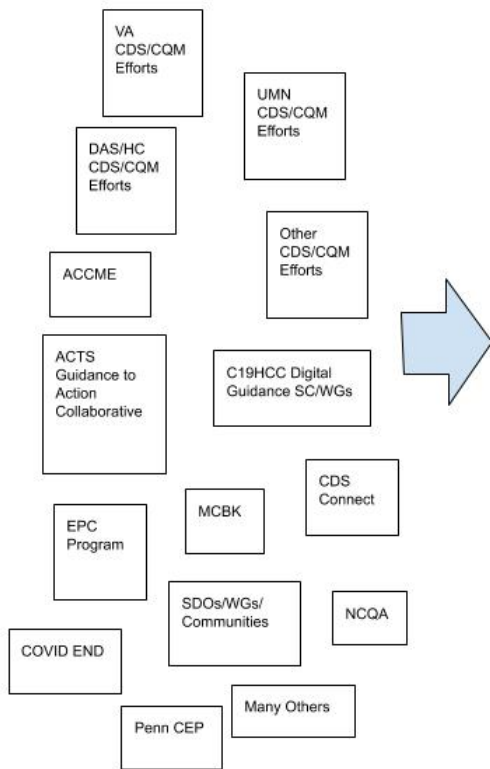 VA
CDS/CQM
Efforts
UMN
CDS/CQM
Efforts
DAS/HC
CDS/CQM
Efforts
Other
CDS/CQM
Efforts
ACCME
ACTS
Guidance to
Action
Collaborative
C19HCC Digital
Guidance SC/WGs
CDS
Connect
MCBK
EPC
Program
SDOs/WGs/
Communities
NCQA
COVID END
Many Others
Penn CEP